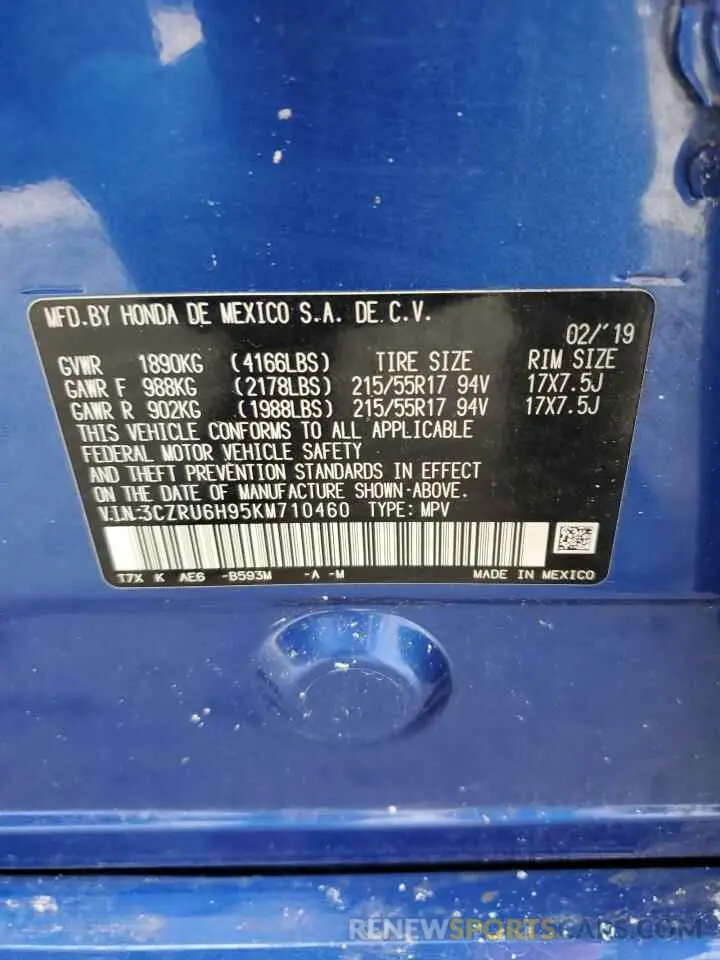 MFD.BY HONDA DE MEXICO S.A. DE C.V.
02/'19
GVWR 1890KG (4166LBS) TIRE SIZE RIM SIZE
GAWR F 988KG (2178LBS) 215/55R17 94V 17X7.5J
GAWR R 902KG (1988LBS) 215/55R17 94V 17X7.5J
THIS VEHICLE CONFORMS TO ALL APPLICABLE
FEDERAL MOTOR VEHICLE SAFETY
AND THEFT PREVENTION STANDARDS IN EFFECT
ON THE DATE OF MANUFACTURE SHOWN ABOVE.
V.I.N:3CZRU6H95KM710460 TYPE: MPV
T7X K AE6 -B593M -A -M MADE IN MEXICO
RENEWSPORTSCARS.COM